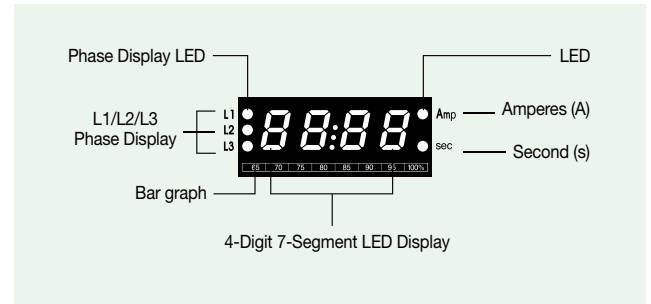 Phase Display LED
LED
L1/L2/L3
Phase Display
L1
L2
L3
88:88
Amp
sec
Amperes (A)
Second (s)
65 70 75 80 85 90 95 100%
Bar graph
4-Digit 7-Segment LED Display